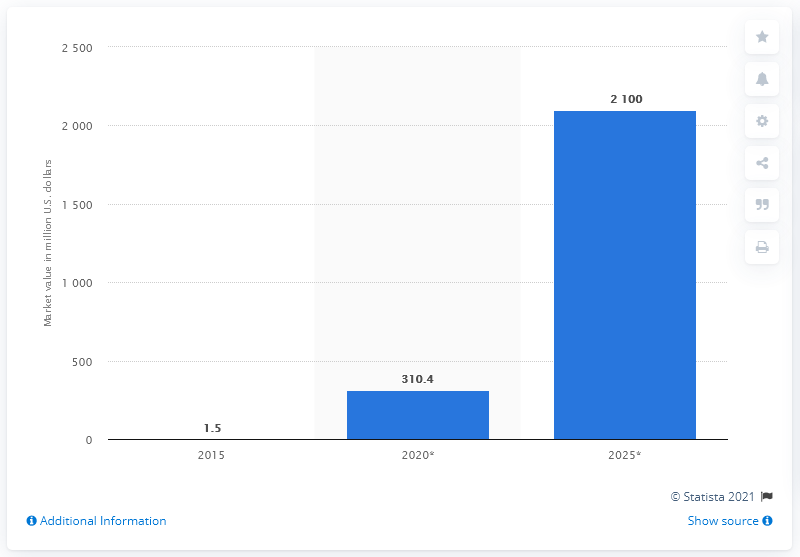 2 500
2 100
2 000
Market value in million U.S. dollars
1 500
1 000
500
310.4
1.5
0
2015 2020* 2025*
© Statista 2021
Additional Information Show source